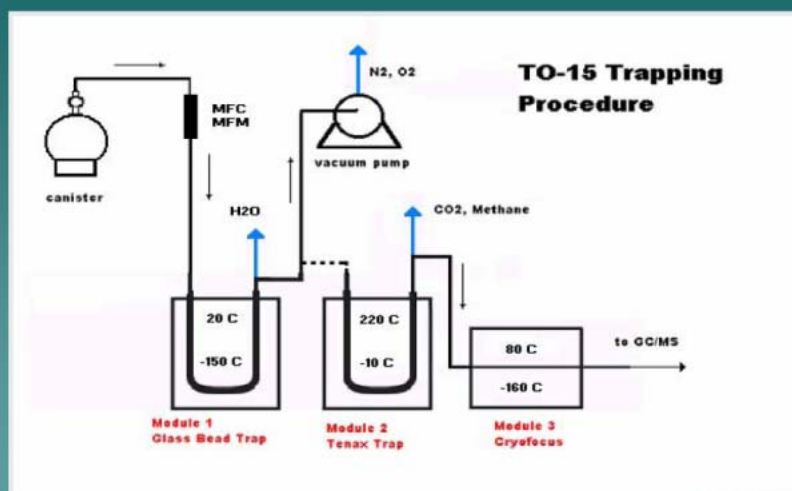 TO-15 Trapping
Procedure
N2, O2
MFC
MFM
vacuum pump
canister
H2O
CO2, Methane
20 C
-150 C
220 C
-10 C
80 C
-160 C
to GC/MS
Module 1
Glass Bead Trap
Module 2
Tenax Trap
Module 3
Cryofocus